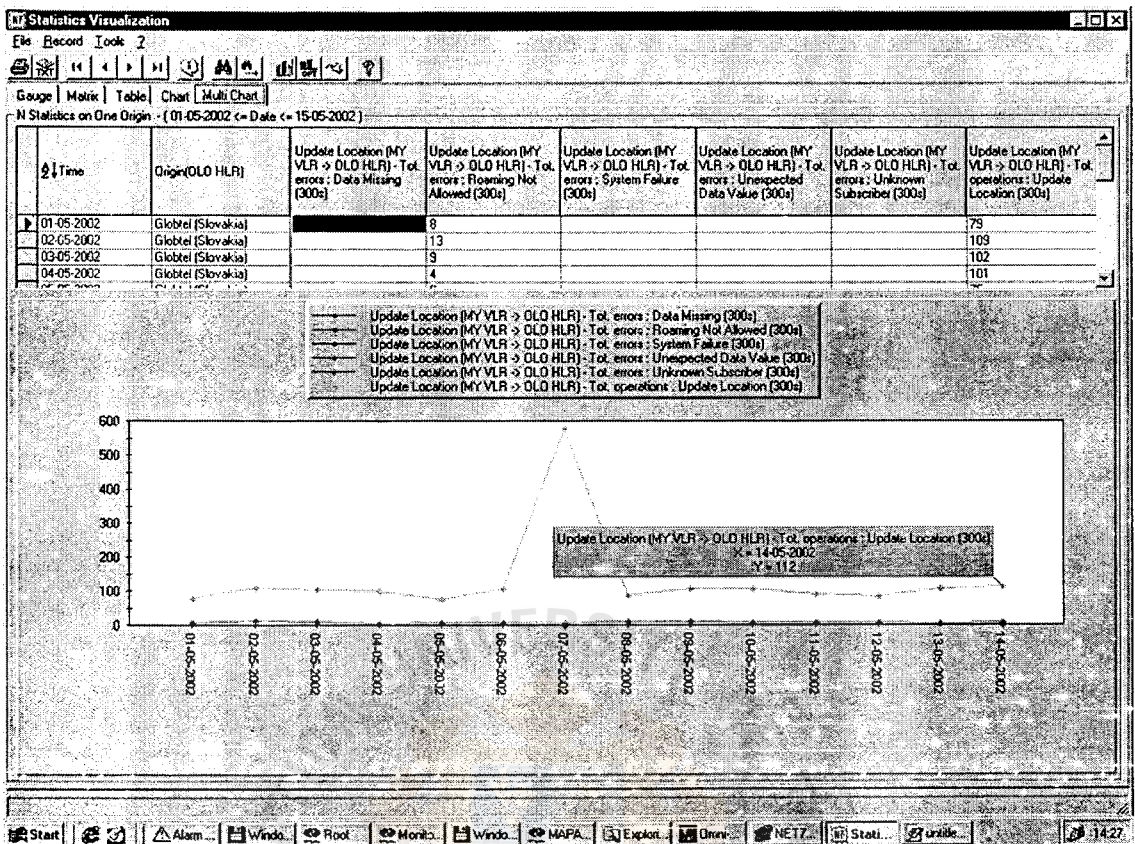 Statistics Visualization
File Record Tools ?
Gauge Matrix Table Chart Multi Chart
N Statistics on One Origin - ( 01-05-2002 <= Date <= 15-05-2002 )
Time
Origin(OLO HLR)
Update Location (MY VLR -> OLO HLR) - Tot. errors : Data Missing (300s)
Update Location (MY VLR -> OLO HLR) - Tot. errors : Roaming Not Allowed (300s)
Update Location (MY VLR -> OLO HLR) - Tot. errors : System Failure (300s)
Update Location (MY VLR -> OLO HLR) - Tot. errors : Unexpected Data Value (300s)
Update Location (MY VLR -> OLO HLR) - Tot. errors : Unknown Subscriber (300s)
Update Location (MY VLR -> OLO HLR) - Tot. operations : Update Location (300s)
01-05-2002 Globtel (Slovakia) 8 79
02-05-2002 Globtel (Slovakia) 13 109
03-05-2002 Globtel (Slovakia) 9 102
04-05-2002 Globtel (Slovakia) 4 101
Update Location (MY VLR -> OLO HLR) - Tot. errors : Data Missing (300s)
Update Location (MY VLR -> OLO HLR) - Tot. errors : Roaming Not Allowed (300s)
Update Location (MY VLR -> OLO HLR) - Tot. errors : System Failure (300s)
Update Location (MY VLR -> OLO HLR) - Tot. errors : Unexpected Data Value (300s)
Update Location (MY VLR -> OLO HLR) - Tot. errors : Unknown Subscriber (300s)
Update Location (MY VLR -> OLO HLR) - Tot. operations : Update Location (300s)
600
500
400
300
200
100
0
Update Location (MY VLR -> OLO HLR) - Tot. operations : Update Location (300s)
X = 14-05-2002
Y = 112
01-05-2002
02-05-2002
03-05-2002
04-05-2002
05-05-2002
06-05-2002
07-05-2002
08-05-2002
09-05-2002
10-05-2002
11-05-2002
12-05-2002
13-05-2002
14-05-2002
Start Alarm ... Windo... Root Monito... Windo... MAPA... Explori... Omni-... NET7... Stati... untitle... 14:27